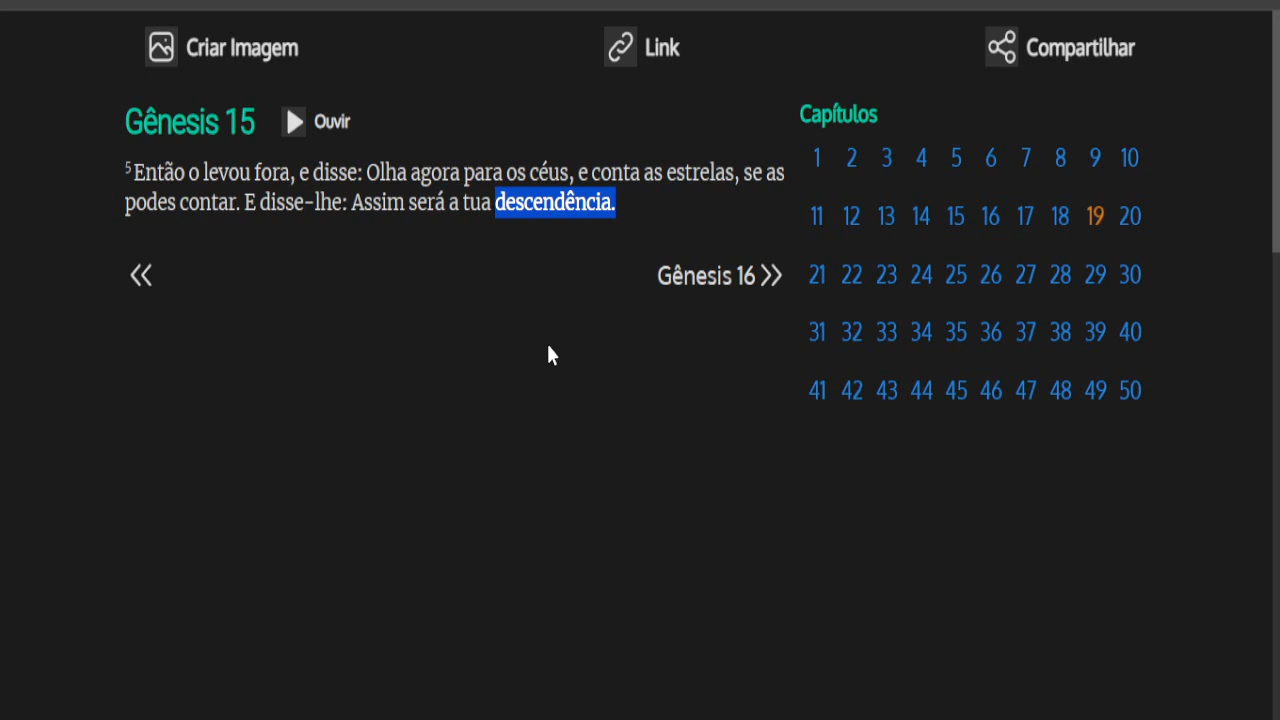 Criar Imagem Link Compartilhar
Gênesis 15 Ouvir
5 Então o levou fora, e disse: Olha agora para os céus, e conta as estrelas, se as
podes contar. E disse-lhe: Assim será a tua descendência.
Gênesis 16
Capítulos
1 2 3 4 5 6 7 8 9 10
11 12 13 14 15 16 17 18 19 20
21 22 23 24 25 26 27 28 29 30
31 32 33 34 35 36 37 38 39 40
41 42 43 44 45 46 47 48 49 50